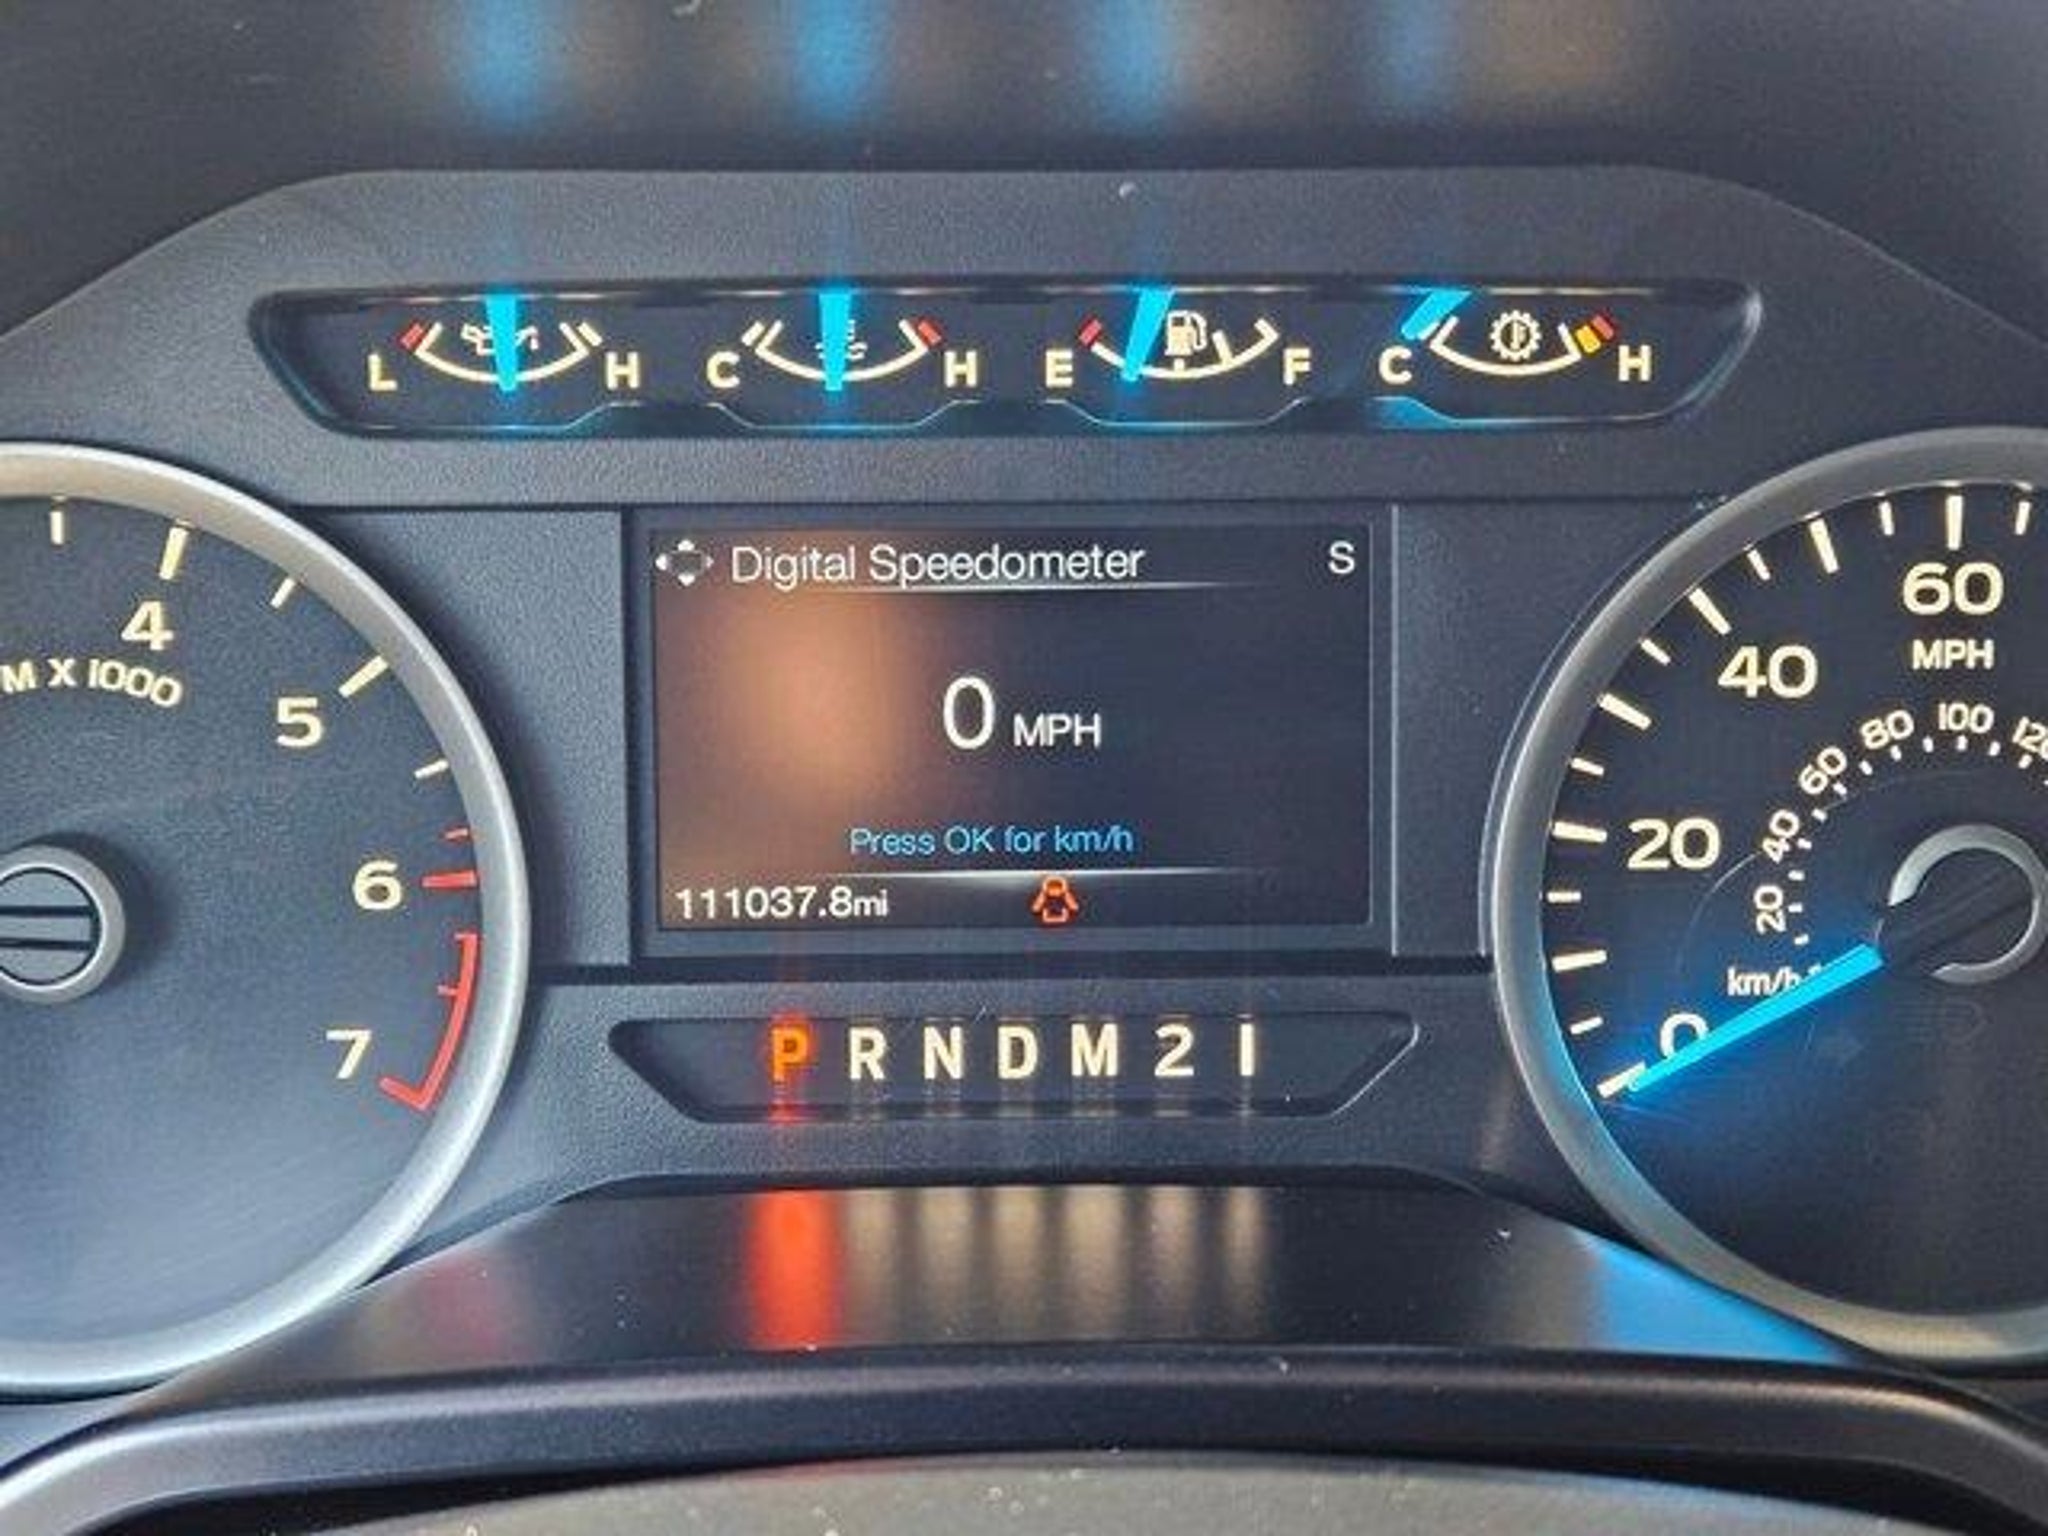 L H C H E F C H
Digital Speedometer S
0 MPH
Press OK for km/h
111037.8mi
P R N D M 2 1
4
M X 1000
5
6
7
60
MPH
40
20
0
120
100
80
60
40
20
km/h